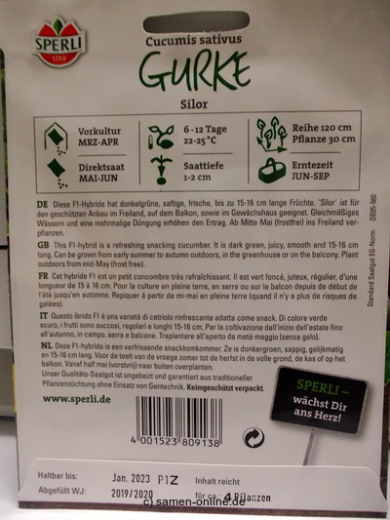 SPERLI
1788
Cucumis sativus
GURKE
Silor
Vorkultur
MRZ-APR
6-12 Tage
22-25°C
Reihe 120 cm
Pflanze 30 cm
Direktsaat
MAI-JUN
Saattiefe
1-2 cm
Erntezeit
JUN-SEP
DE Diese F1-Hybride hat dunkelgrüne, saftige, frische, bis zu 15-16 cm lange Früchte. 'Silor' ist für
den geschützten Anbau im Freiland, auf dem Balkon, sowie im Gewächshaus geeignet. Gleichmäßiges
Wässern und eine mehrmalige Düngung erhöhen den Ertrag. Ab Mitte Mai (frostfrei) ins Freiland ver-
pflanzen.
GB This F1-hybrid is a refreshing snacking cucumber. It is dark green, juicy, smooth and 15-16 cm
long. Can be grown from early summer to autumn outdoors, in the greenhouse or on the balcony. Plant
outdoors from mid-May (frost free).
FR Cet hybride F1 est un petit concombre très rafraîchissant. Il est vert foncé, juteux, régulier, d'une
longueur de 15 à 16 cm. Pour la culture en pleine terre, en serre ou sur le balcon depuis de début de
l'été jusqu'en automne. Repiquer à partir de mi-mai en pleine terre (quand il n'y a plus de risques de
gelées).
IT Questo ibrido F1 è una varietà di cetriolo rinfrescante adatta come snack. Di colore verde
scuro, i frutti sono succosi, regolari e lunghi 15-16 cm. Per la coltivazione dall'inizio dell'estate fino
all'autunno, in campo, serra e balcone. Trapiantare all'aperto da metà maggio (senza gelo).
NL Deze F1-hybride is een verfrissende snackkomkommer. Ze is donkergroen, sappig, gelijkmatig
en 15-16 cm lang. Voor de teelt van de vroege zomer tot de herfst in de volle grond, de kas of op het
balkon. Vanaf half mei (vorstvrij) naar buiten overplanten.
Unser Qualitäts-Saatgut ist ungebeizt und garantiert aus traditioneller
Pflanzenzüchtung ohne Einsatz von Gentechnik. Keimgeschützt verpackt.
Standard Saatgut EG-Norm DE05-560
www.sperli.de
SPERLI –
wächst Dir
ans Herz!
4 001523 809138
Haltbar bis: Jan. 2023 P1Z Inhalt reicht
Abgefüllt WJ: 2019/2020 für ca. 4 Pflanzen
(c) samen-online.de